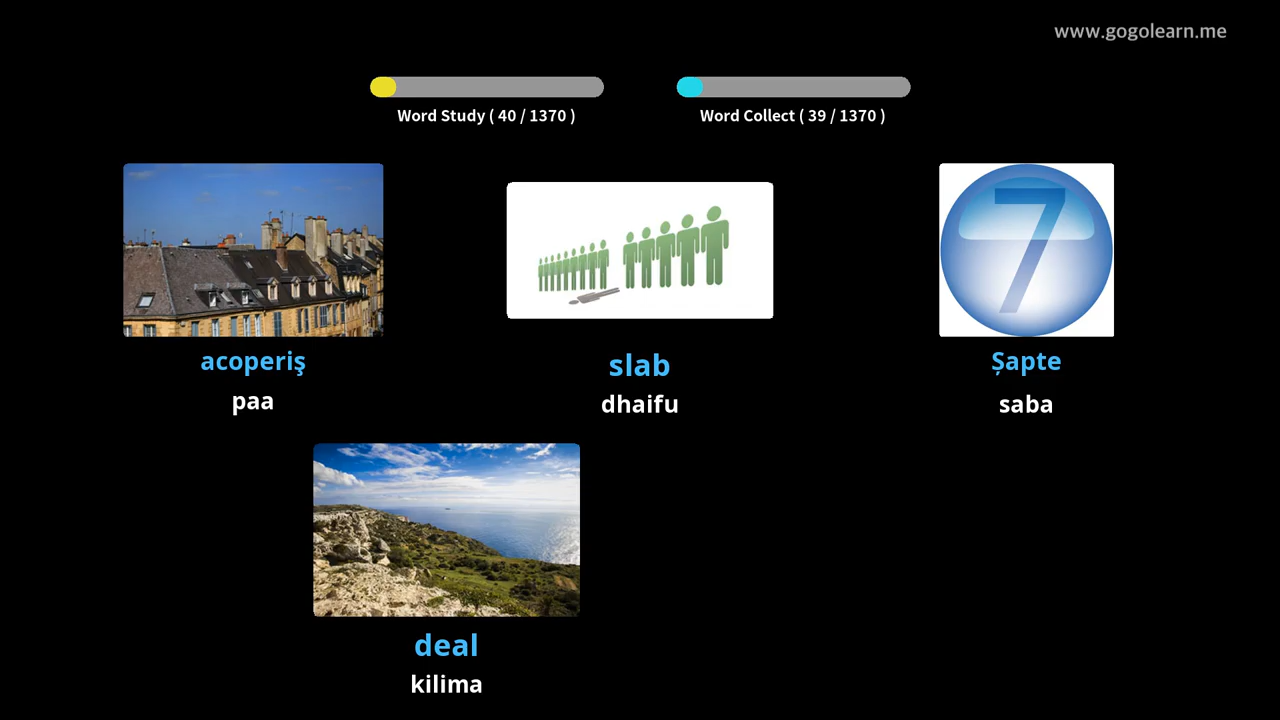 www.gogolearn.me
Word Study ( 40 / 1370 )
Word Collect ( 39 / 1370 )
7
acoperiş
paa
slab
dhaifu
Șapte
saba
deal
kilima